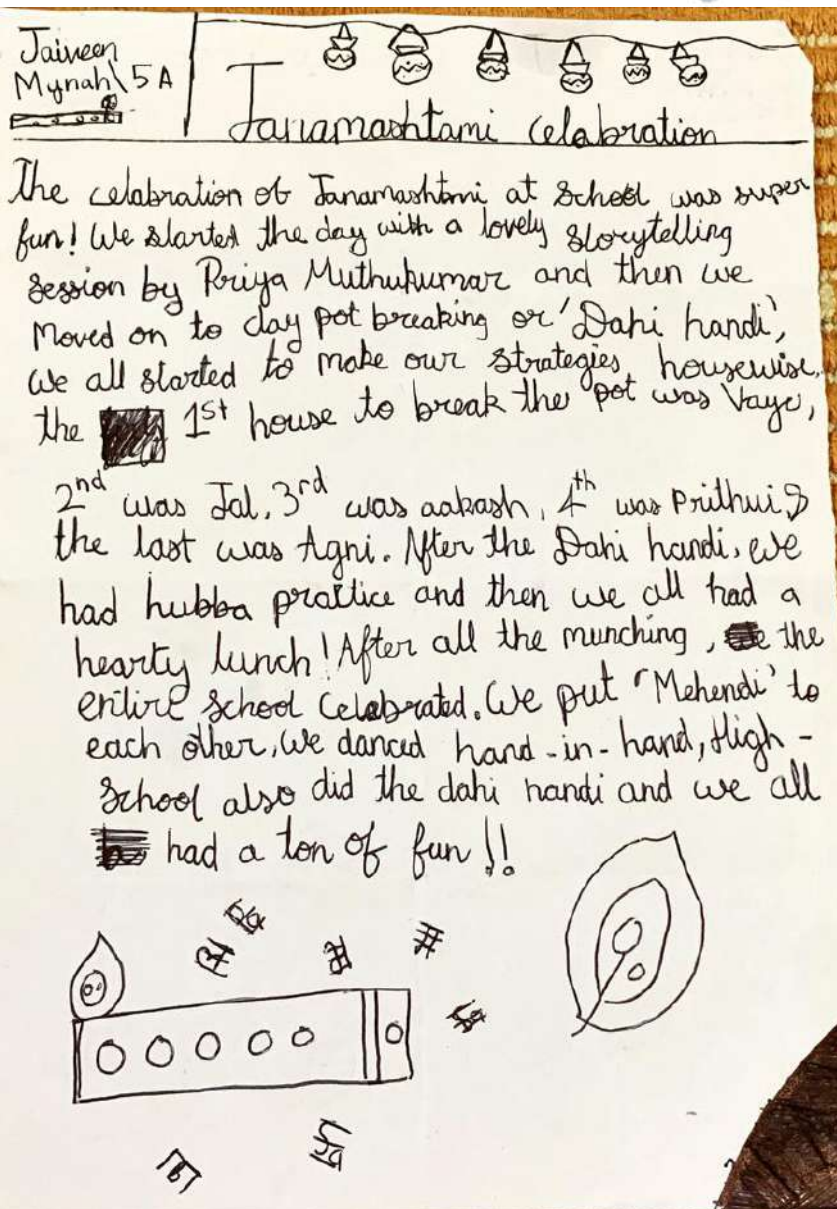 Jaiveen
Mynah\5A
Janamashtami Celabration
The celabration of Janamashtmi at School was super
fun! We started the day with a lovely storytelling
session by Priya Muthukumar and then we
Moved on to clay pot breaking or 'Dahi handi',
we all started to make our strategies housewise,
the 1st house to break the pot was Vayu,
2nd was Jal, 3rd was aakash, 4th was Prithvi, &
the last was Agni. After the Dahi handi, we
had hubba practice and then we all had a
hearty lunch! After all the munching, the
entire school celebrated. We put 'Mehendi' to
each other, We danced hand-in-hand, High-
School also did the dahi handi and we all
had a ton of fun!!